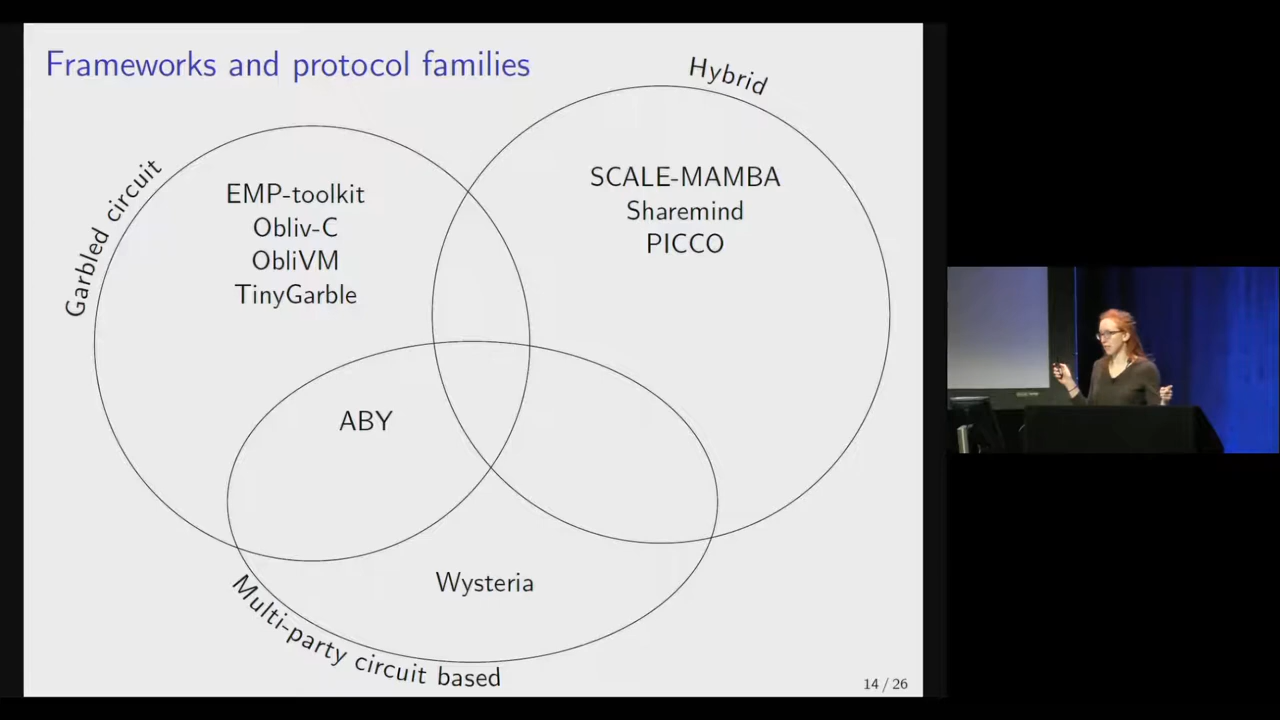 Frameworks and protocol families
Hybrid
Garbled circuit
EMP-toolkit
Obliv-C
ObliVM
TinyGarble
SCALE-MAMBA
Sharemind
PICCO
ABY
Wysteria
Multi-party circuit based
14 / 26